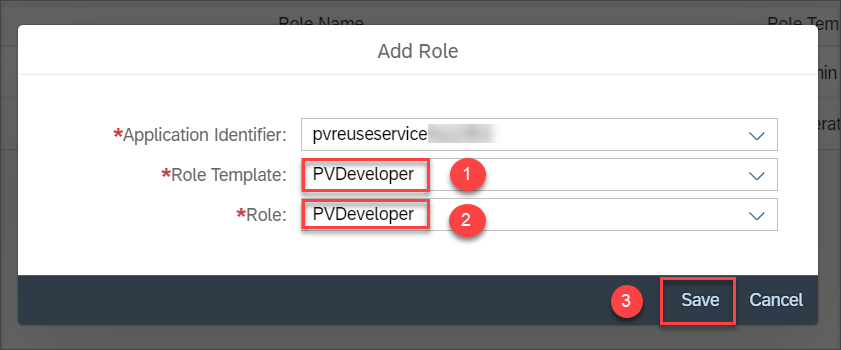 Role Name Role Tem
Add Role
*Application Identifier: pvreuseservice
*Role Template: PVDeveloper 1
*Role: PVDeveloper 2
3 Save Cancel